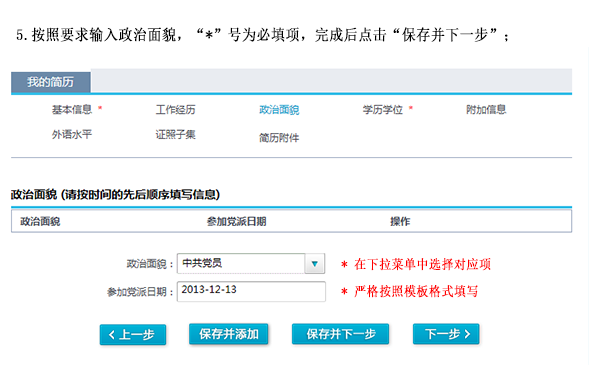 5.按照要求输入政治面貌，“*”号为必填项，完成后点击“保存并下一步”；
我的简历
基本信息 * 工作经历 政治面貌 学历学位 * 附加信息
外语水平 证照子集 简历附件
政治面貌 (请按时间的先后顺序填写信息)
政治面貌 参加党派日期 操作
政治面貌： 中共党员 * 在下拉菜单中选择对应项
参加党派日期： 2013-12-13 * 严格按照模板格式填写
上一步 保存并添加 保存并下一步 下一步